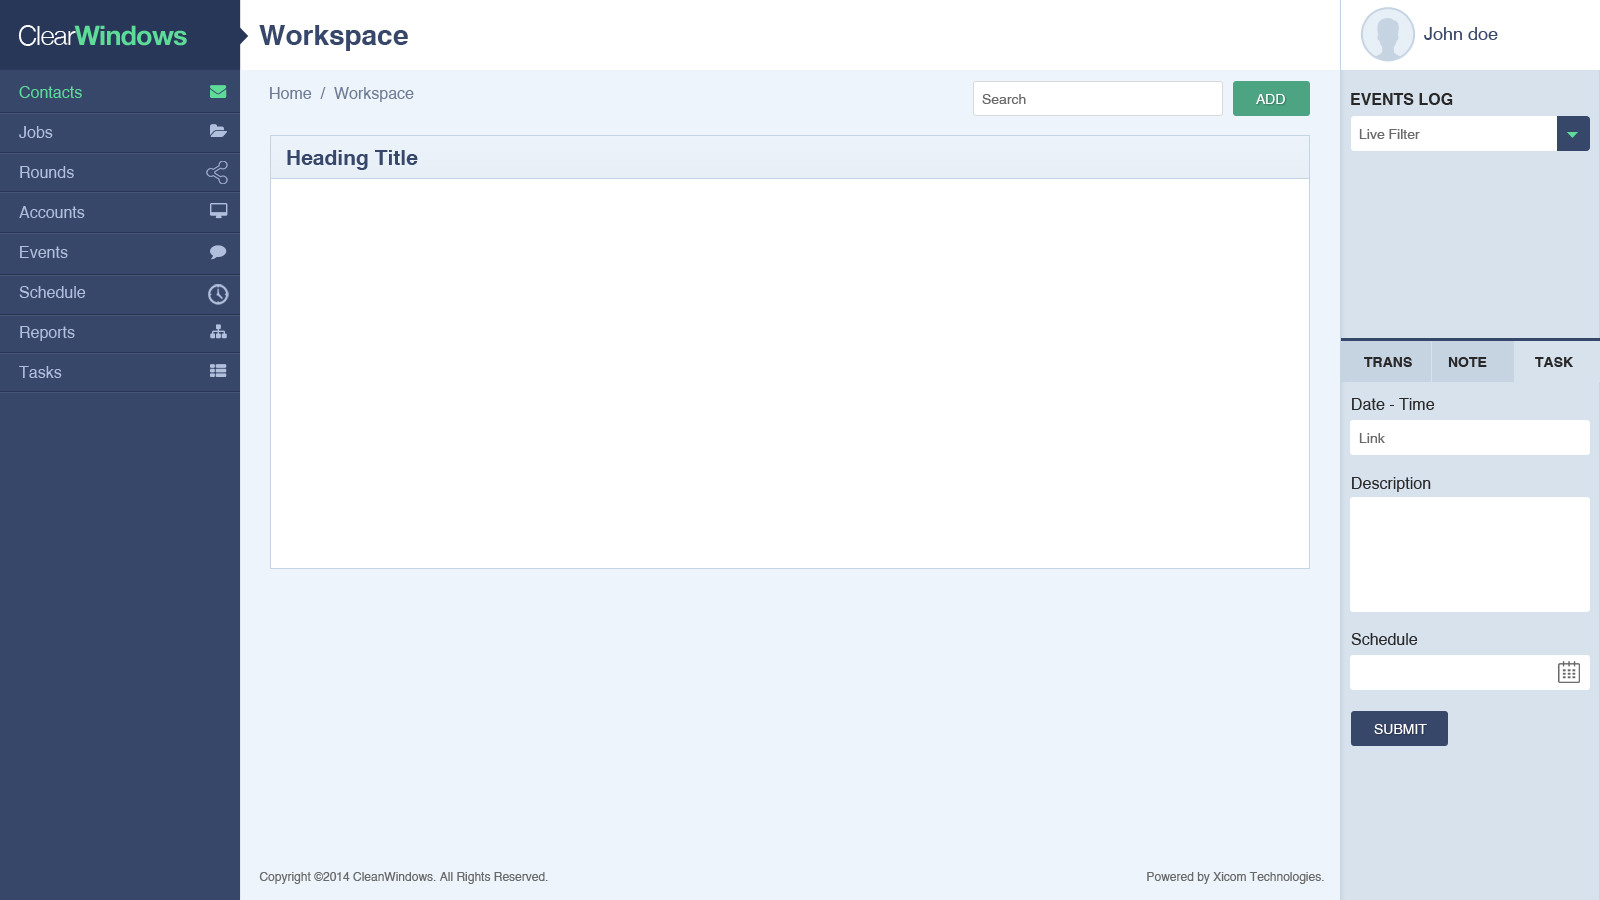 ClearWindows
Contacts
Jobs
Rounds
Accounts
Events
Schedule
Reports
Tasks
Workspace
Home / Workspace
Search
ADD
Heading Title
Copyright ©2014 CleanWindows. All Rights Reserved.
Powered by Xicom Technologies.
John doe
EVENTS LOG
Live Filter
TRANS NOTE TASK
Date - Time
Link
Description
Schedule
SUBMIT